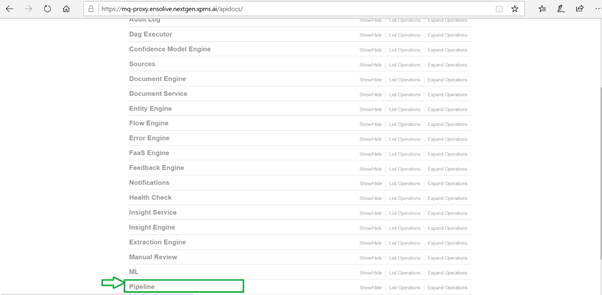 https://mq-proxy.ensolive.nextgen.xpms.ai/apidocs/
Audit Log Show/Hide List Operations Expand Operations
Dag Executor Show/Hide List Operations Expand Operations
Confidence Model Engine Show/Hide List Operations Expand Operations
Sources Show/Hide List Operations Expand Operations
Document Engine Show/Hide List Operations Expand Operations
Document Service Show/Hide List Operations Expand Operations
Entity Engine Show/Hide List Operations Expand Operations
Flow Engine Show/Hide List Operations Expand Operations
Error Engine Show/Hide List Operations Expand Operations
FaaS Engine Show/Hide List Operations Expand Operations
Feedback Engine Show/Hide List Operations Expand Operations
Notifications Show/Hide List Operations Expand Operations
Health Check Show/Hide List Operations Expand Operations
Insight Service Show/Hide List Operations Expand Operations
Insight Engine Show/Hide List Operations Expand Operations
Extraction Engine Show/Hide List Operations Expand Operations
Manual Review Show/Hide List Operations Expand Operations
ML Show/Hide List Operations Expand Operations
Pipeline Show/Hide List Operations Expand Operations